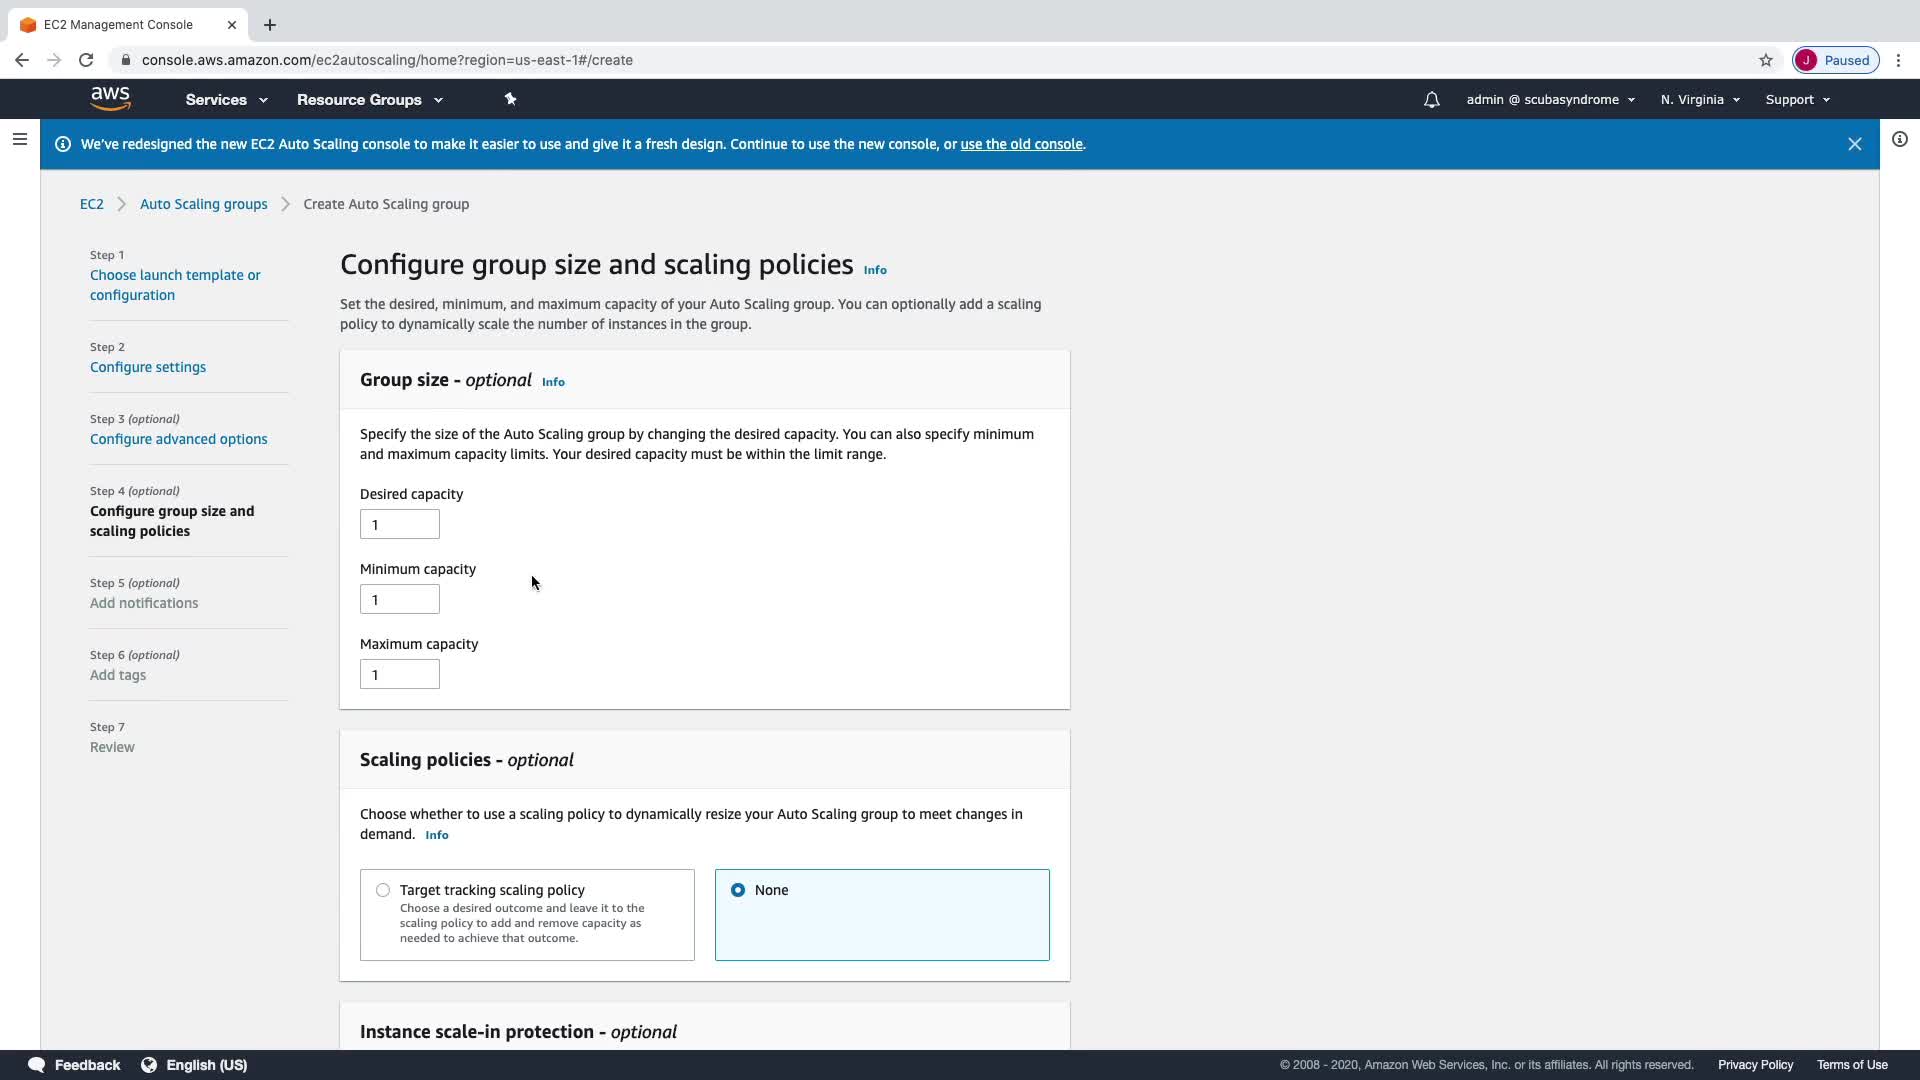 EC2 Management Console
console.aws.amazon.com/ec2autoscaling/home?region=us-east-1#/create
J Paused
aws Services Resource Groups admin @ scubasyndrome N. Virginia Support
We've redesigned the new EC2 Auto Scaling console to make it easier to use and give it a fresh design. Continue to use the new console, or use the old console.
EC2 Auto Scaling groups Create Auto Scaling group
Step 1
Choose launch template or
configuration
Step 2
Configure settings
Step 3 (optional)
Configure advanced options
Step 4 (optional)
Configure group size and
scaling policies
Step 5 (optional)
Add notifications
Step 6 (optional)
Add tags
Step 7
Review
Configure group size and scaling policies Info
Set the desired, minimum, and maximum capacity of your Auto Scaling group. You can optionally add a scaling
policy to dynamically scale the number of instances in the group.
Group size - optional Info
Specify the size of the Auto Scaling group by changing the desired capacity. You can also specify minimum
and maximum capacity limits. Your desired capacity must be within the limit range.
Desired capacity
1
Minimum capacity
1
Maximum capacity
1
Scaling policies - optional
Choose whether to use a scaling policy to dynamically resize your Auto Scaling group to meet changes in
demand. Info
Target tracking scaling policy
Choose a desired outcome and leave it to the
scaling policy to add and remove capacity as
needed to achieve that outcome.
None
Instance scale-in protection - optional
Feedback English (US) © 2008 - 2020, Amazon Web Services, Inc. or its affiliates. All rights reserved. Privacy Policy Terms of Use